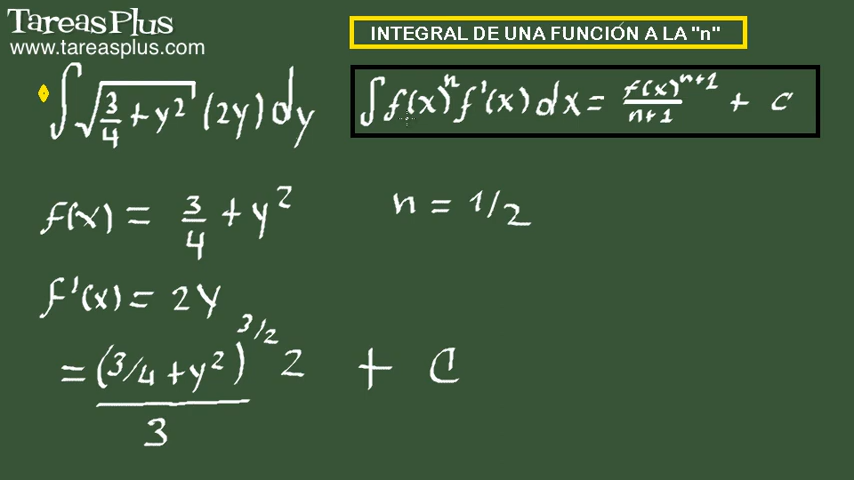 TareasPlus
www.tareasplus.com
INTEGRAL DE UNA FUNCIÓN A LA "n"
∫√(3/4 + y²) (2y) dy
∫f(x)ⁿ f'(x) dx = f(x)ⁿ⁺¹/n+1 + C
f(x) = 3/4 + y²
n = 1/2
f'(x) = 2y
= (3/4 + y²)^3/2 2 / 3 + C